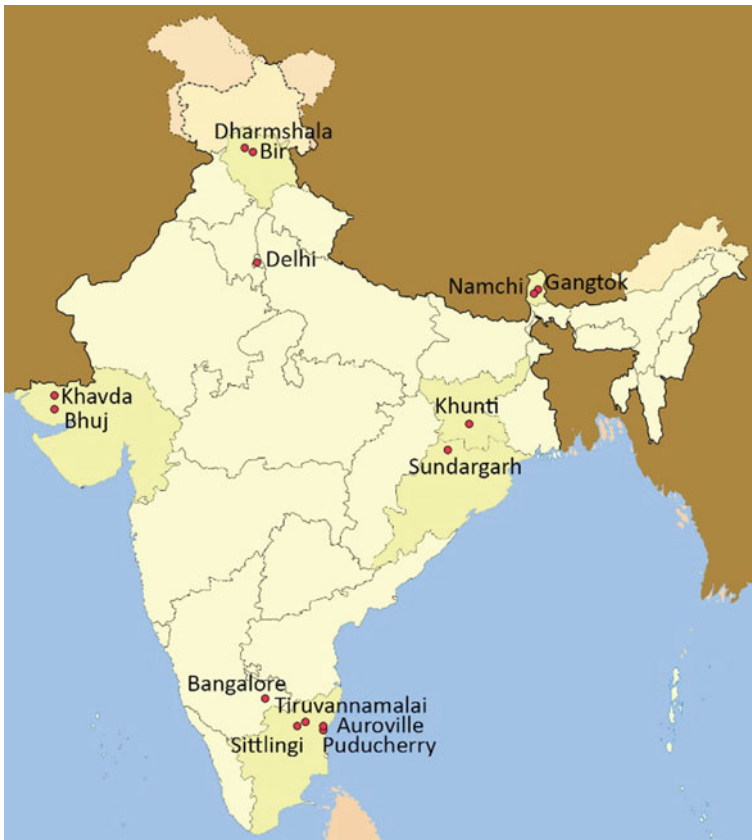 Dharmshala
Bir
Delhi
Namchi
Gangtok
Khavda
Bhuj
Khunti
Sundargarh
Bangalore
Tiruvannamalai
Auroville
Sittlingi
Puducherry